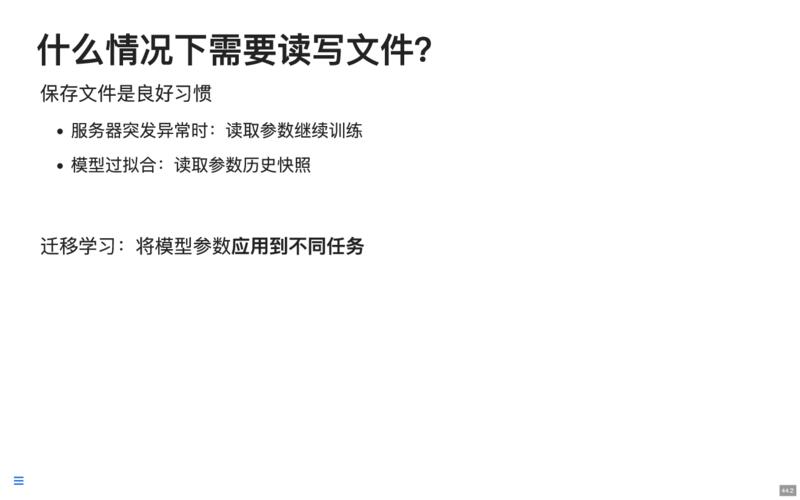 什么情况下需要读写文件?
保存文件是良好习惯
• 服务器突发异常时：读取参数继续训练
• 模型过拟合：读取参数历史快照
迁移学习：将模型参数应用到不同任务
44.2